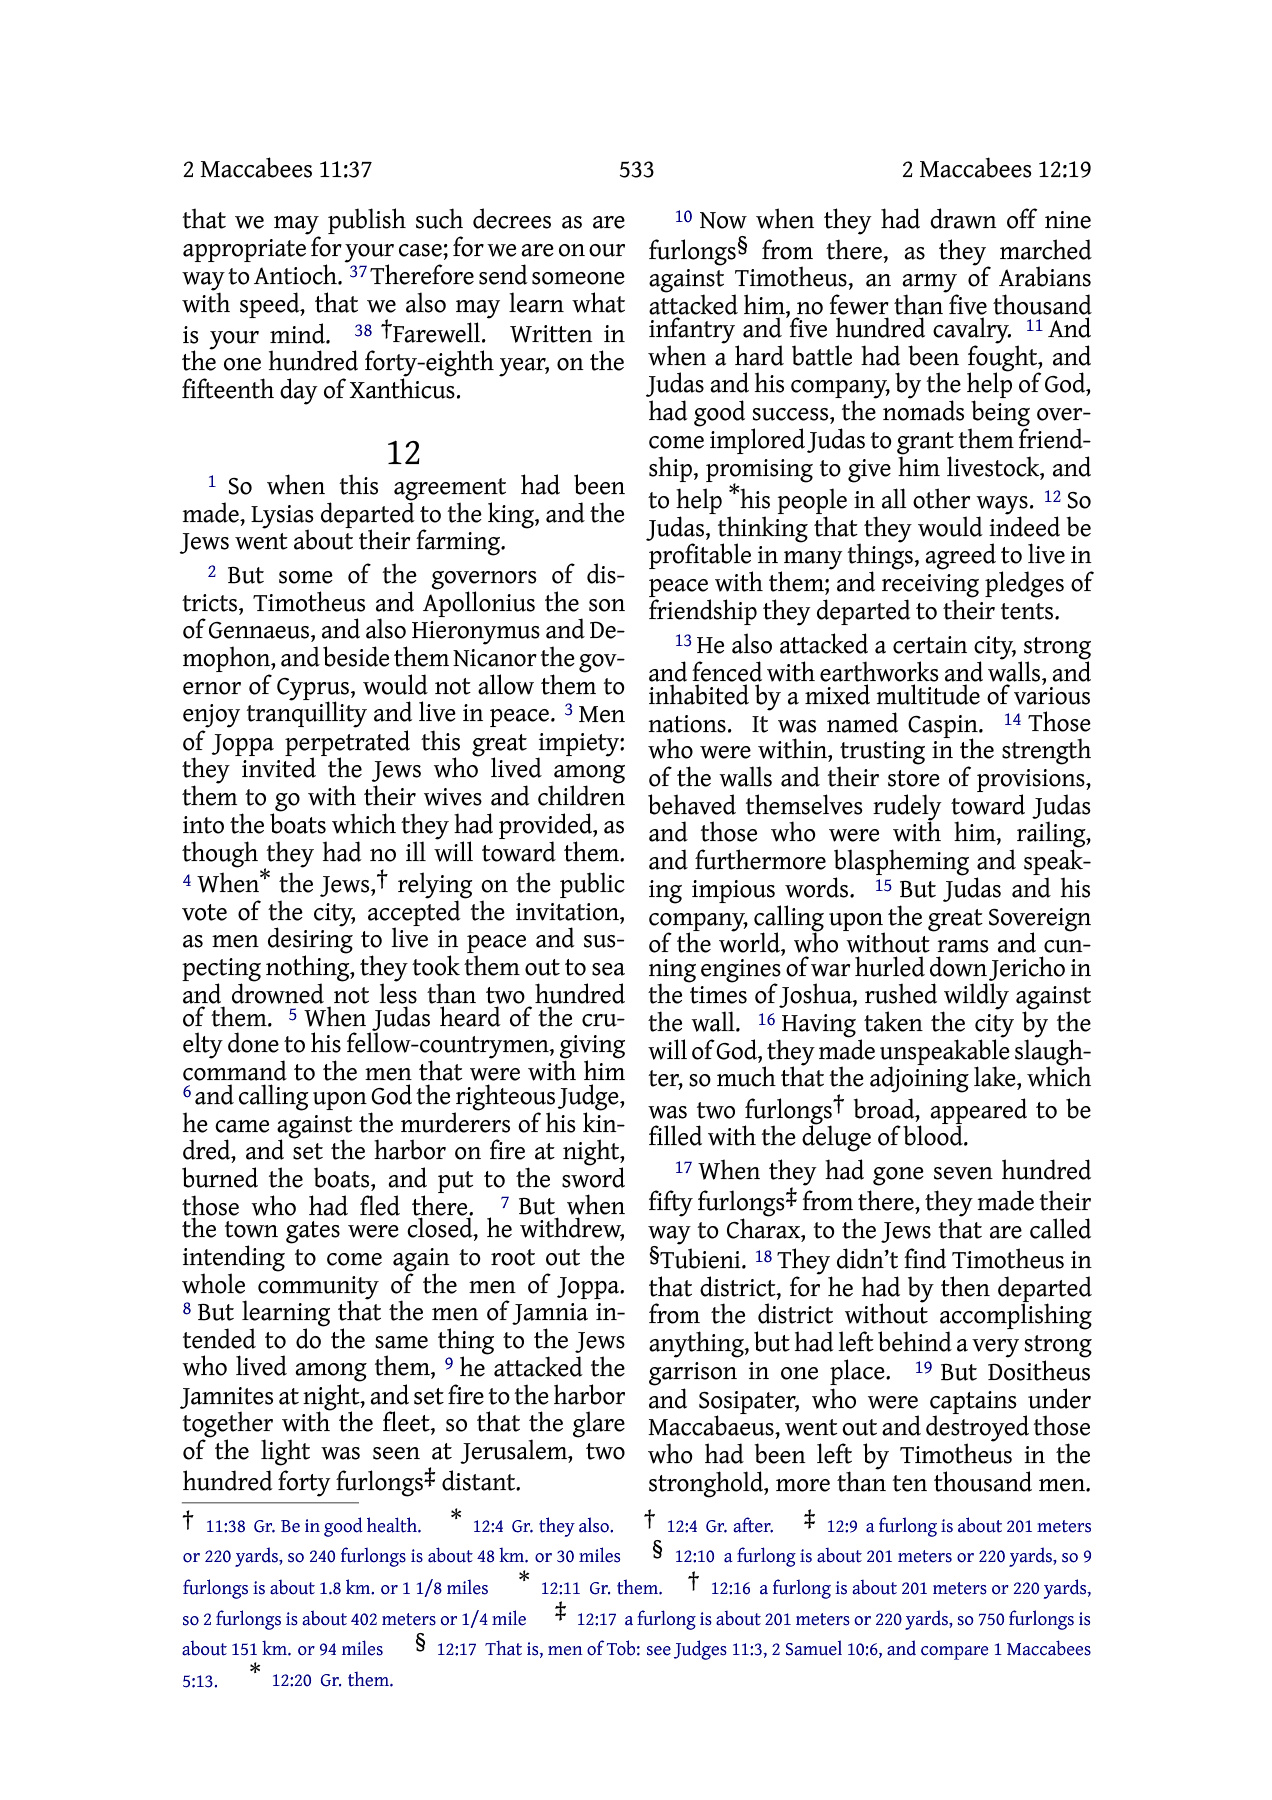 2 Maccabees 11:37 533 2 Maccabees 12:19
that we may publish such decrees as are
appropriate for your case; for we are on our
way to Antioch. 37 Therefore send someone
with speed, that we also may learn what
is your mind. 38 †Farewell. Written in
the one hundred forty-eighth year, on the
fifteenth day of Xanthicus.
12
1 So when this agreement had been
made, Lysias departed to the king, and the
Jews went about their farming.
2 But some of the governors of dis-
tricts, Timotheus and Apollonius the son
of Gennaeus, and also Hieronymus and De-
mophon, and beside them Nicanor the gov-
ernor of Cyprus, would not allow them to
enjoy tranquillity and live in peace. 3 Men
of Joppa perpetrated this great impiety:
they invited the Jews who lived among
them to go with their wives and children
into the boats which they had provided, as
though they had no ill will toward them.
4 When* the Jews,† relying on the public
vote of the city, accepted the invitation,
as men desiring to live in peace and sus-
pecting nothing, they took them out to sea
and drowned not less than two hundred
of them. 5 When Judas heard of the cru-
elty done to his fellow-countrymen, giving
command to the men that were with him
6 and calling upon God the righteous Judge,
he came against the murderers of his kin-
dred, and set the harbor on fire at night,
burned the boats, and put to the sword
those who had fled there. 7 But when
the town gates were closed, he withdrew,
intending to come again to root out the
whole community of the men of Joppa.
8 But learning that the men of Jamnia in-
tended to do the same thing to the Jews
who lived among them, 9 he attacked the
Jamnites at night, and set fire to the harbor
together with the fleet, so that the glare
of the light was seen at Jerusalem, two
hundred forty furlongs‡ distant.
10 Now when they had drawn off nine
furlongs§ from there, as they marched
against Timotheus, an army of Arabians
attacked him, no fewer than five thousand
infantry and five hundred cavalry. 11 And
when a hard battle had been fought, and
Judas and his company, by the help of God,
had good success, the nomads being over-
come implored Judas to grant them friend-
ship, promising to give him livestock, and
to help *his people in all other ways. 12 So
Judas, thinking that they would indeed be
profitable in many things, agreed to live in
peace with them; and receiving pledges of
friendship they departed to their tents.
13 He also attacked a certain city, strong
and fenced with earthworks and walls, and
inhabited by a mixed multitude of various
nations. It was named Caspin. 14 Those
who were within, trusting in the strength
of the walls and their store of provisions,
behaved themselves rudely toward Judas
and those who were with him, railing,
and furthermore blaspheming and speak-
ing impious words. 15 But Judas and his
company, calling upon the great Sovereign
of the world, who without rams and cun-
ning engines of war hurled down Jericho in
the times of Joshua, rushed wildly against
the wall. 16 Having taken the city by the
will of God, they made unspeakable slaugh-
ter, so much that the adjoining lake, which
was two furlongs† broad, appeared to be
filled with the deluge of blood.
17 When they had gone seven hundred
fifty furlongs‡ from there, they made their
way to Charax, to the Jews that are called
§Tubieni. 18 They didn’t find Timotheus in
that district, for he had by then departed
from the district without accomplishing
anything, but had left behind a very strong
garrison in one place. 19 But Dositheus
and Sosipater, who were captains under
Maccabaeus, went out and destroyed those
who had been left by Timotheus in the
stronghold, more than ten thousand men.
† 11:38 Gr. Be in good health. * 12:4 Gr. they also. † 12:4 Gr. after. ‡ 12:9 a furlong is about 201 meters
or 220 yards, so 240 furlongs is about 48 km. or 30 miles § 12:10 a furlong is about 201 meters or 220 yards, so 9
furlongs is about 1.8 km. or 1 1/8 miles * 12:11 Gr. them. † 12:16 a furlong is about 201 meters or 220 yards,
so 2 furlongs is about 402 meters or 1/4 mile ‡ 12:17 a furlong is about 201 meters or 220 yards, so 750 furlongs is
about 151 km. or 94 miles § 12:17 That is, men of Tob: see Judges 11:3, 2 Samuel 10:6, and compare 1 Maccabees
5:13. * 12:20 Gr. them.